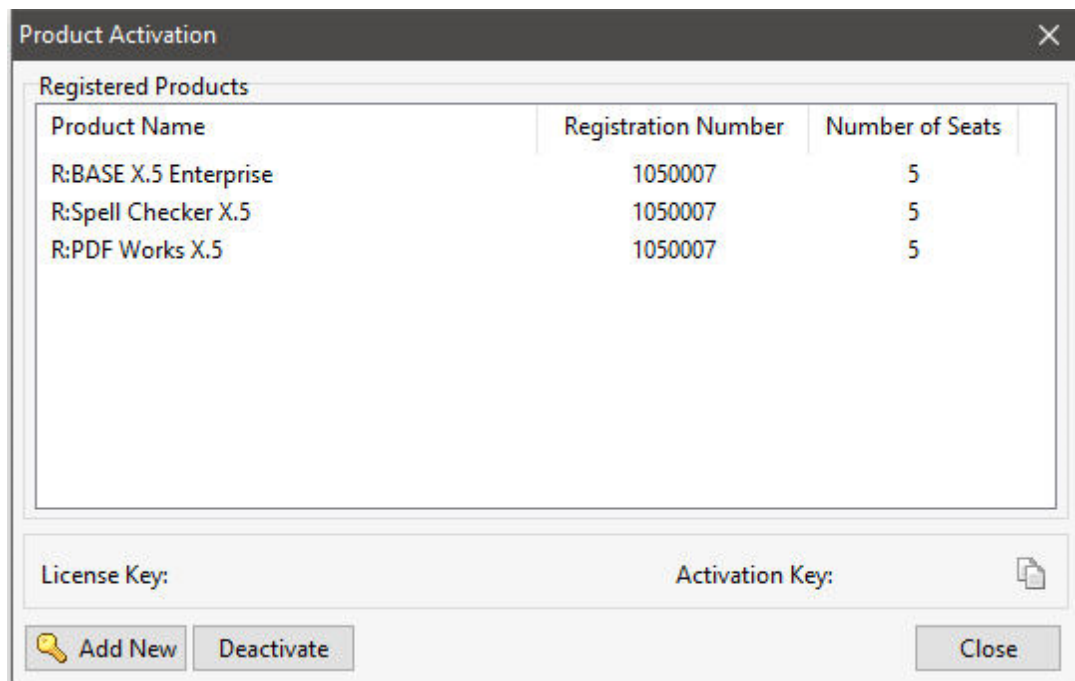 Product Activation
Registered Products
Product Name Registration Number Number of Seats
R:BASE X.5 Enterprise 1050007 5
R:Spell Checker X.5 1050007 5
R:PDF Works X.5 1050007 5
License Key: Activation Key:
Add New Deactivate Close